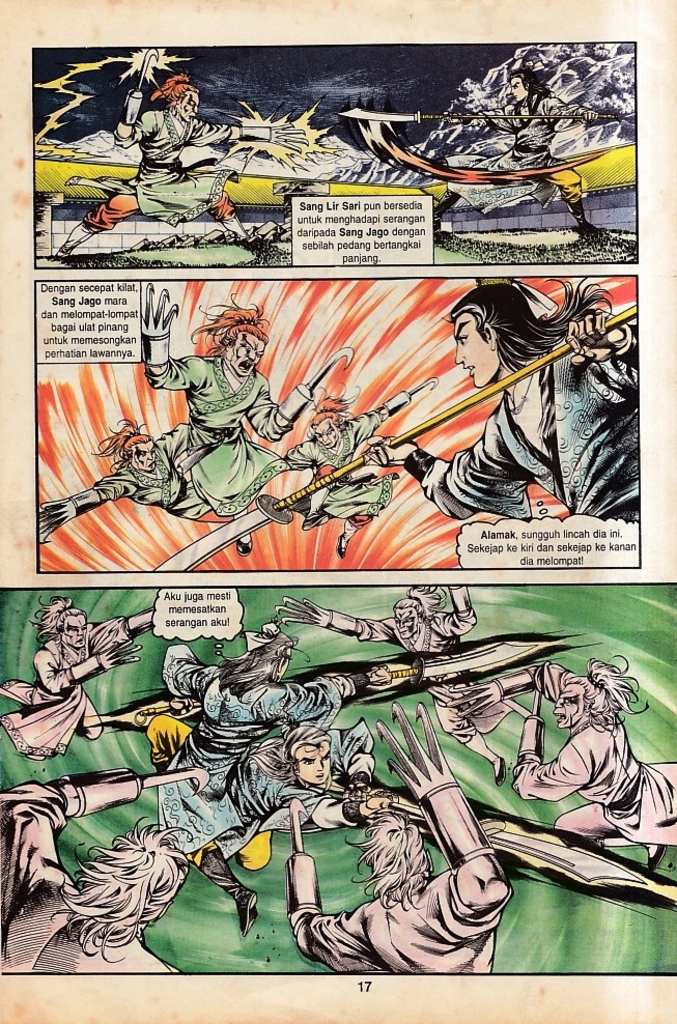 Sang Lir Sari pun bersedia
untuk menghadapi serangan
daripada Sang Jago dengan
sebilah pedang bertangkai
panjang.
Dengan secepat kilat,
Sang Jago mara
dan melompat-lompat
bagai ulat pinang
untuk memesongkan
perhatian lawannya.
Alamak, sungguh lincah dia ini.
Sekejap ke kiri dan sekejap ke kanan
dia melompat!
Aku juga mesti
memesatkan
serangan aku!
17